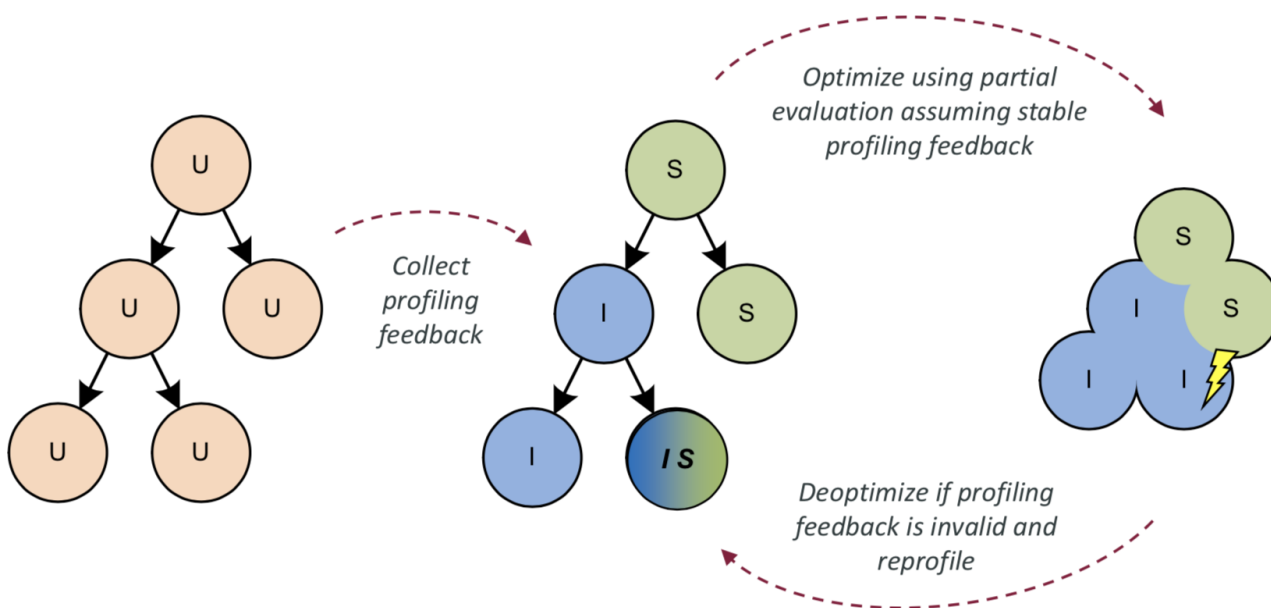 U
U
U
U
U
Collect
profiling
feedback
S
I
S
I
I S
Optimize using partial
evaluation assuming stable
profiling feedback
S
I
S
I
I
Deoptimize if profiling
feedback is invalid and
reprofile